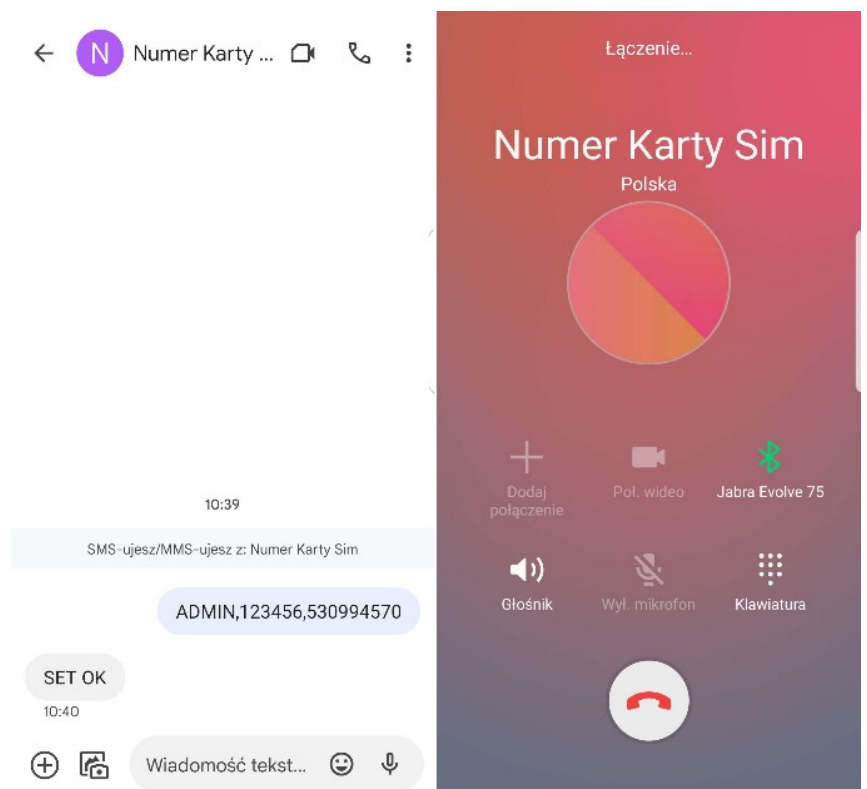 N
Numer Karty ...
10:39
SMS-ujesz/MMS-ujesz z: Numer Karty Sim
ADMIN,123456,530994570
SET OK
10:40
Wiadomość tekst...
Łączenie...
Numer Karty Sim
Polska
Dodaj
połączenie
Poł. wideo
Jabra Evolve 75
Głośnik
Wył. mikrofon
Klawiatura